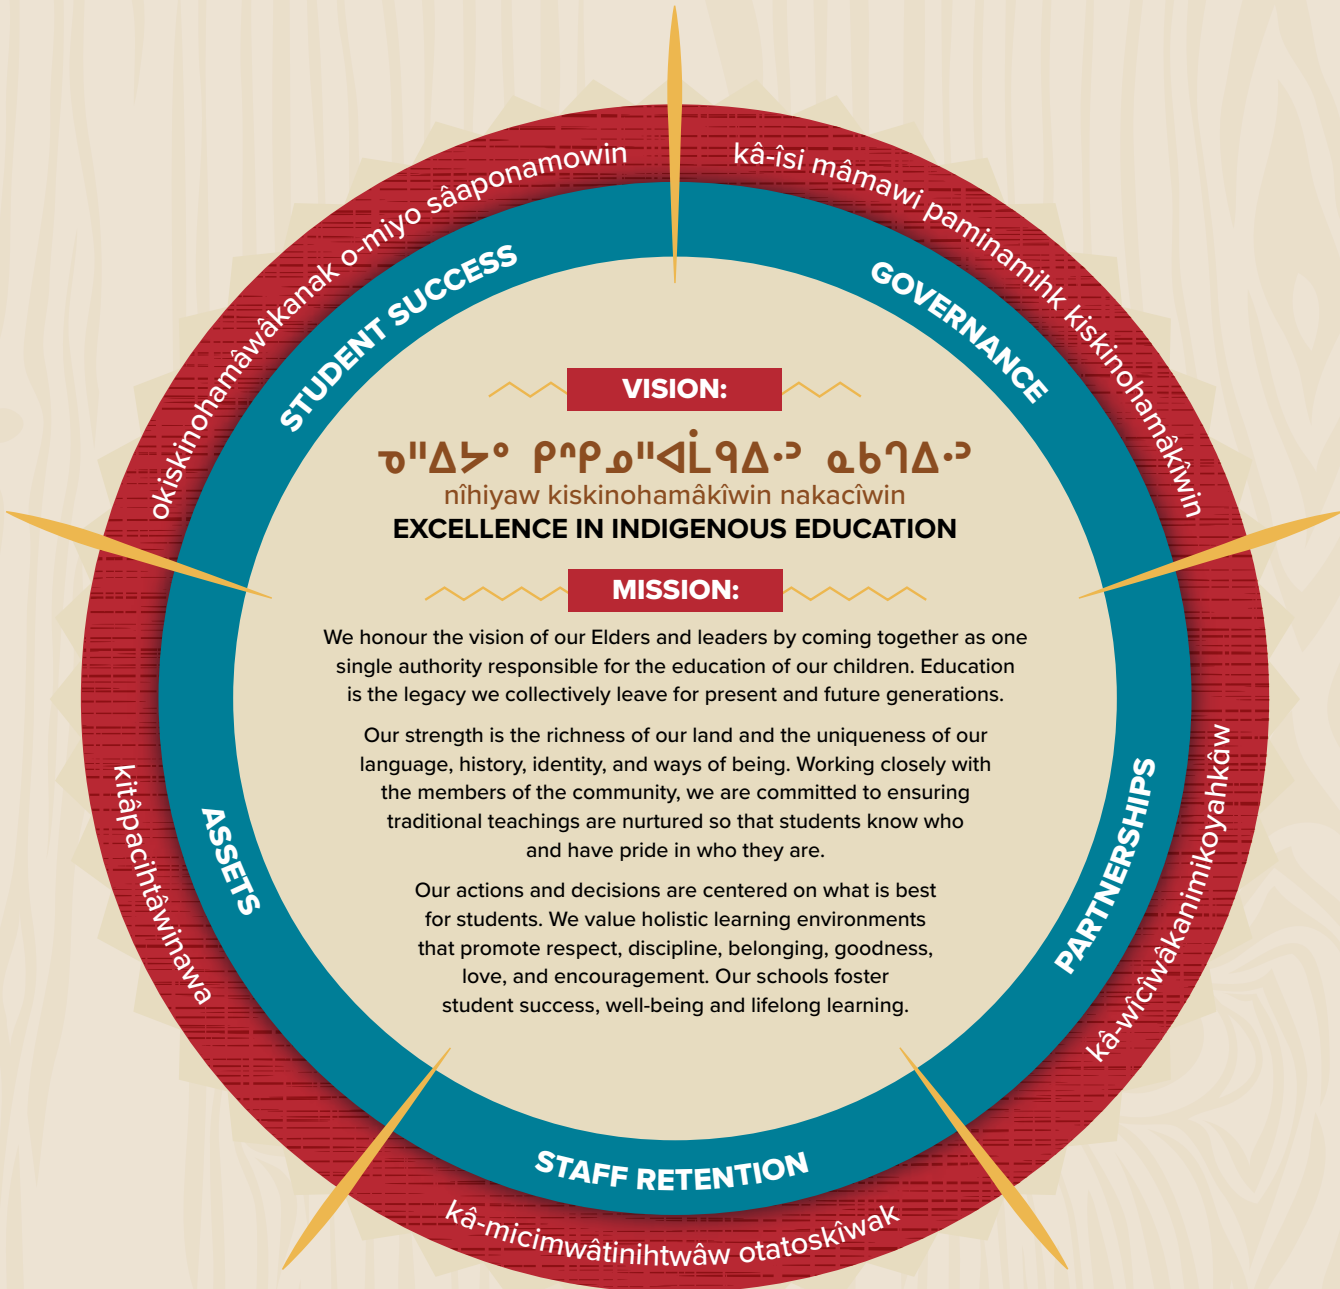 okiskinohamâwâkanak o-miyo sâaponamowin
kâ-îsi mâmawi paminamihk kiskinohamâkîwin
STUDENT SUCCESS
GOVERNANCE
VISION:
ᓀᐦᐃᔭᐤ ᑭᐢᑭᓄᐦᐊᒫᑫᐃᐧᐣ ᓇᑲᒉᐃᐧᐣ
nîhiyaw kiskinohamâkîwin nakacîwin
EXCELLENCE IN INDIGENOUS EDUCATION
MISSION:
We honour the vision of our Elders and leaders by coming together as one
single authority responsible for the education of our children. Education
is the legacy we collectively leave for present and future generations.
Our strength is the richness of our land and the uniqueness of our
language, history, identity, and ways of being. Working closely with
the members of the community, we are committed to ensuring
traditional teachings are nurtured so that students know who
and have pride in who they are.
Our actions and decisions are centered on what is best
for students. We value holistic learning environments
that promote respect, discipline, belonging, goodness,
love, and encouragement. Our schools foster
student success, well-being and lifelong learning.
ASSETS
kitâpacihtâwinawa
PARTNERSHIPS
kâ-wîcîwâkanimikoyahkâw
STAFF RETENTION
kâ-micimwâtinihtwâw otatoskîwak